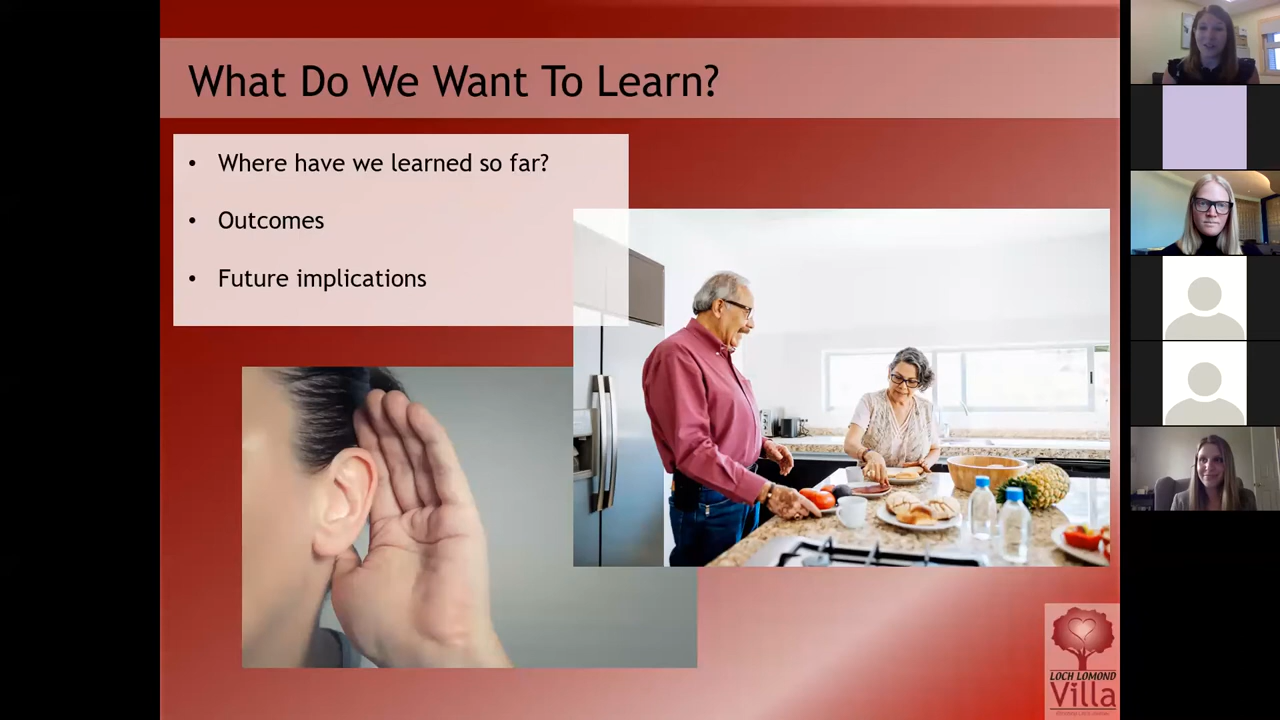 What Do We Want To Learn?
• Where have we learned so far?
• Outcomes
• Future implications
LOCH LOMOND
Villa